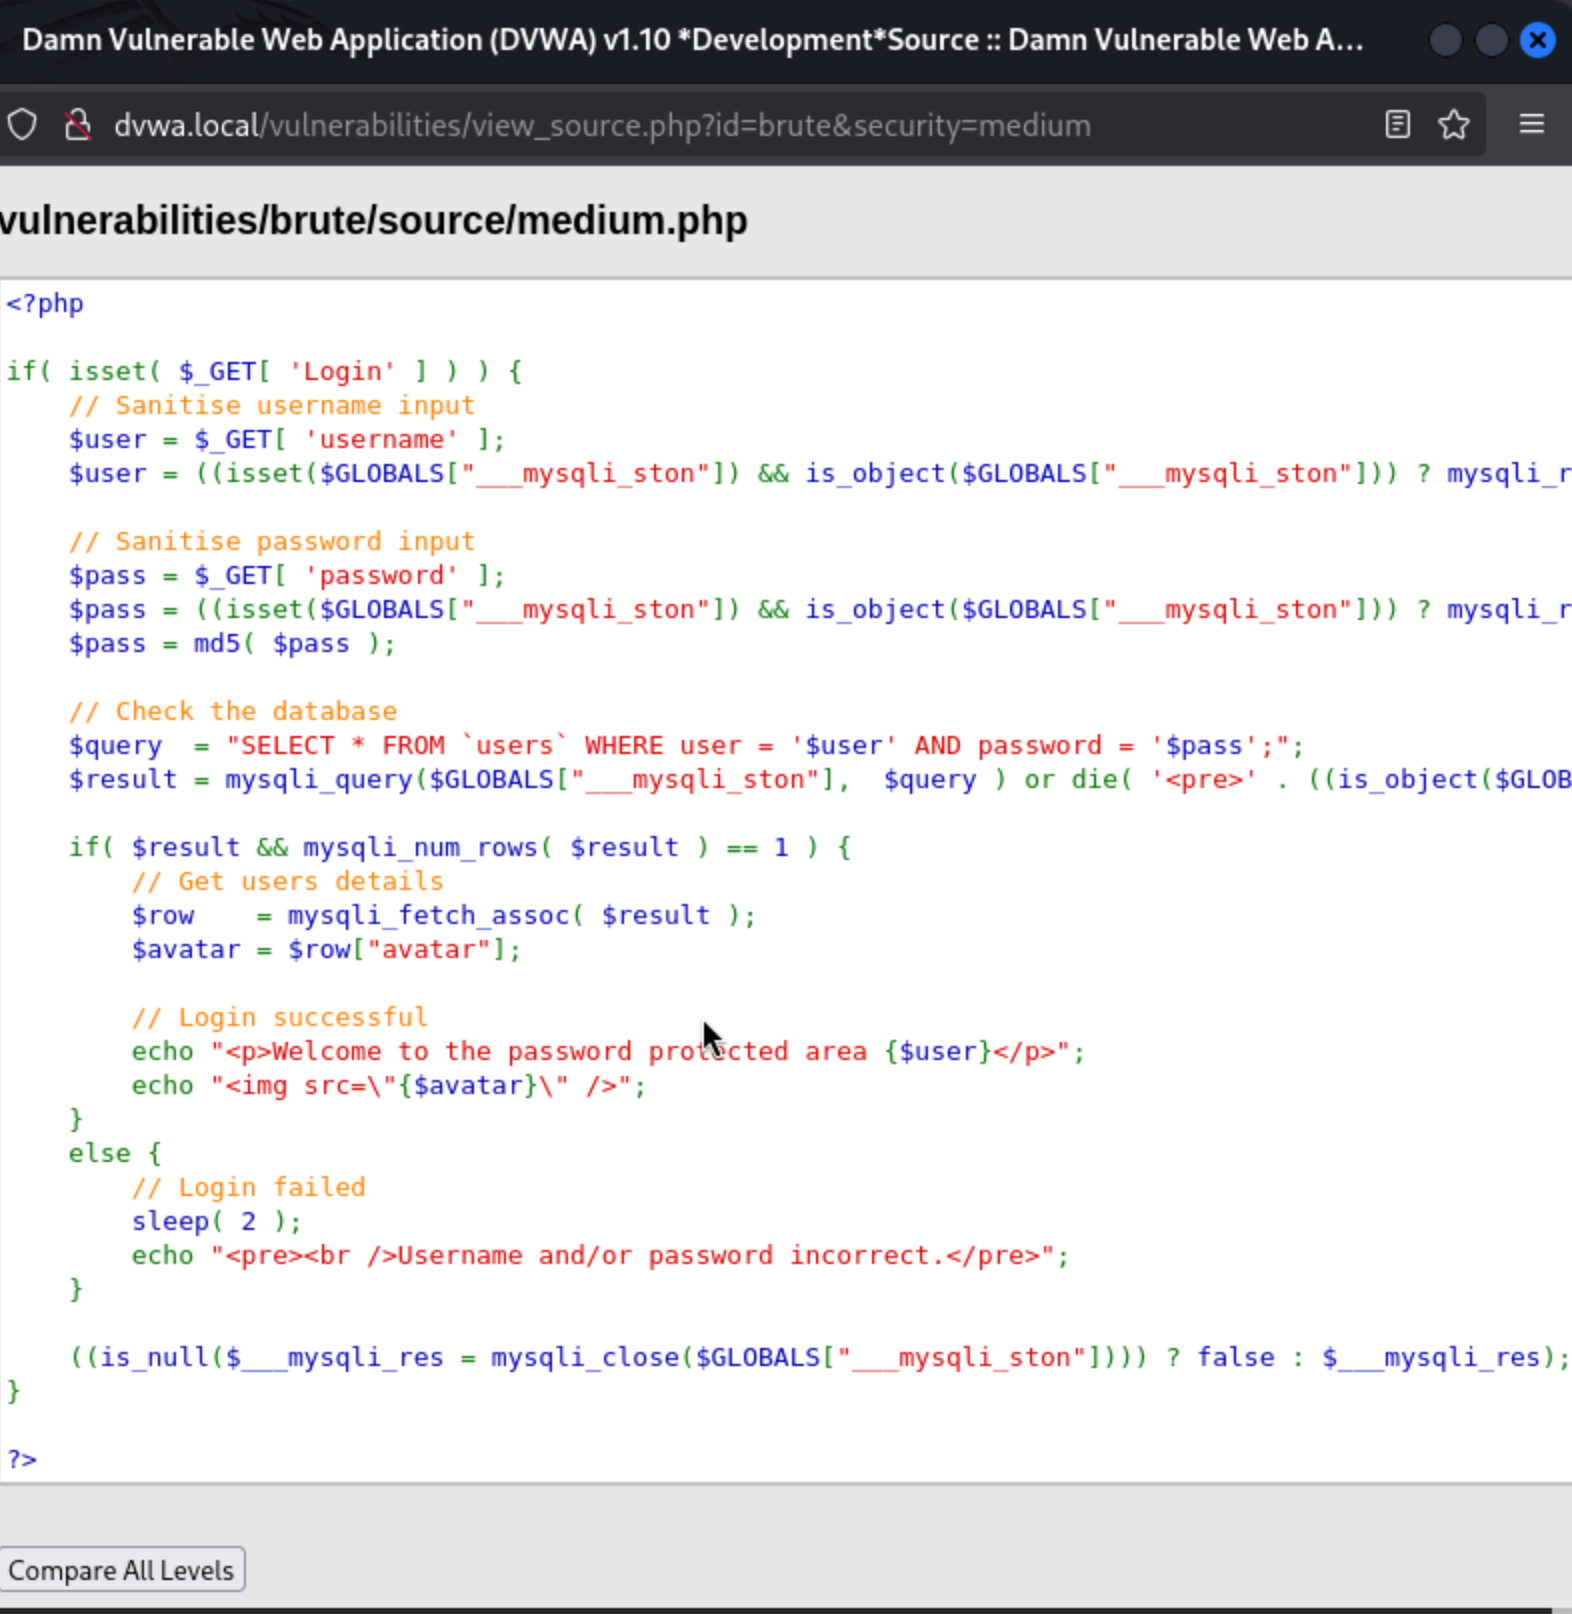 Damn Vulnerable Web Application (DVWA) v1.10 *Development*Source :: Damn Vulnerable Web A…
dvwa.local/vulnerabilities/view_source.php?id=brute&security=medium
vulnerabilities/brute/source/medium.php
<?php
if( isset( $_GET[ 'Login' ] ) ) {
    // Sanitise username input
    $user = $_GET[ 'username' ];
    $user = ((isset($GLOBALS["___mysqli_ston"]) && is_object($GLOBALS["___mysqli_ston"])) ? mysqli_r
    // Sanitise password input
    $pass = $_GET[ 'password' ];
    $pass = ((isset($GLOBALS["___mysqli_ston"]) && is_object($GLOBALS["___mysqli_ston"])) ? mysqli_r
    $pass = md5( $pass );
    // Check the database
    $query  = "SELECT * FROM `users` WHERE user = '$user' AND password = '$pass';";
    $result = mysqli_query($GLOBALS["___mysqli_ston"],  $query ) or die( '<pre>' . ((is_object($GLOB
    if( $result && mysqli_num_rows( $result ) == 1 ) {
        // Get users details
        $row    = mysqli_fetch_assoc( $result );
        $avatar = $row["avatar"];
        // Login successful
        echo "<p>Welcome to the password protected area {$user}</p>";
        echo "<img src=\"{$avatar}\" />";
    }
    else {
        // Login failed
        sleep( 2 );
        echo "<pre><br />Username and/or password incorrect.</pre>";
    }
    ((is_null($___mysqli_res = mysqli_close($GLOBALS["___mysqli_ston"]))) ? false : $___mysqli_res);
}
?>
Compare All Levels